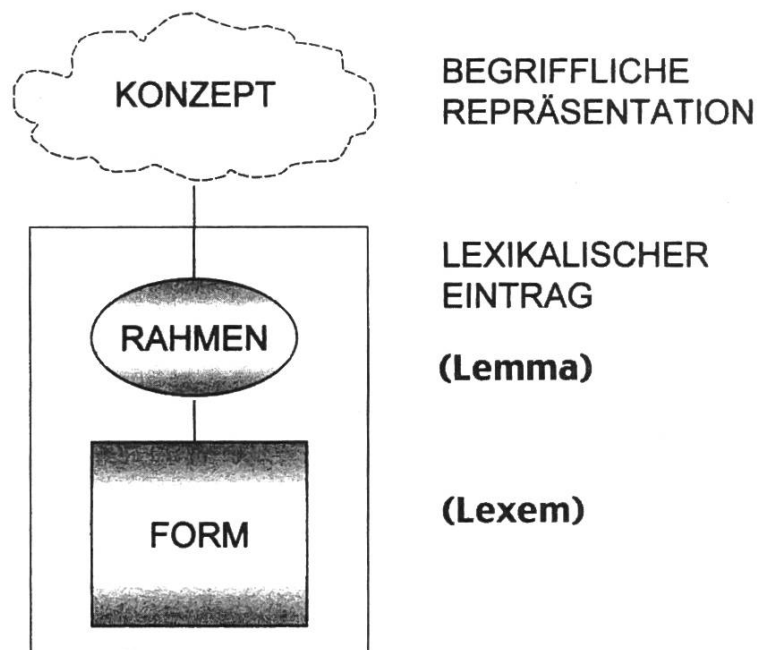 KONZEPT
BEGRIFFLICHE
REPRÄSENTATION
LEXIKALISCHER
EINTRAG
RAHMEN
(Lemma)
FORM
(Lexem)